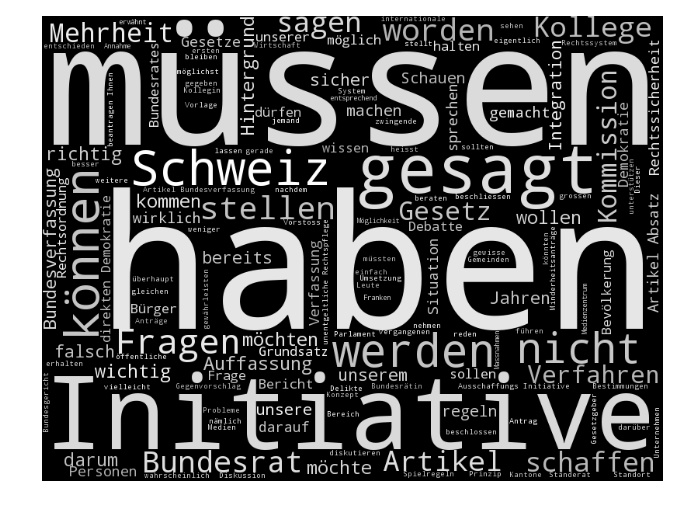 ervähnt
Mehrheit
Gesetze
unserer
sagen
möglich
internationale
worden
sehen
eigentlich
Kollege
entschieden
Annahme
ersten
Wirtschaft
stellt
halten
Rechtssystem
müssen
bleiben
möglichst
gegeben
Kollegin
Vorlage
beantragen Ihnen
Bundesrates
Hintergrund
sicher
System
entsprechend
Schauen
dürfen
jemand
machen
zwingende
sprechen
gemacht
Integration
Rechtssicherheit
richtig
besser
weitere
lassen
gerade
wissen
heisst
sollten
Kommission
Demokratie
unterstützen
Dieser
Schweiz
gesagt
Artikel Bundesverfassung
nachdem
beraten
beschliessen
grossen
Bundesverfassung
Rechtsordnung
können
direkten Demokratie
kommen
wirklich
stellen
weniger
Vorstoss
Möglichkeit
Gesetz
Debatte
wollen
Artikel Absatz
haben
überhaupt
gleichen
Bürger
Anträge
gewährleisten
bereits
unentgeltliche Rechtspflege
Verfassung
müssten
einfach
Umsetzung
Leute
Franken
Situation
gewisse
Gemeinden
Jahren
könnten
Minderheitsanträge
Medienzentrum
Bevölkerung
falsch
erhalten
öffentliche
Fragen
möchten
Grundsatz
Parlament
vergangenen
nehmen
reden
werden
Massnahmen
führen
nicht
wichtig
vielleicht
Auffassung
Gegenvorschlag
Frage
Bericht
unserem
Delikte
Konzept
Bundesrätin
sollen
Ausschaffungs Initiative
Verfahren
Bestimmungen
Initiative
Bundesgericht
Probleme
nämlich
Medien
unsere
darauf
Bereich
diskutieren
regeln
beschlossen
Antrag
Gesetzgeber
darüber
Unternehmen
darum
Personen
Bundesrat
wahrscheinlich
Diskussion
möchte
Artikel
Spielregeln
Prinzip
Kantone
Ständerat
schaffen
Standort